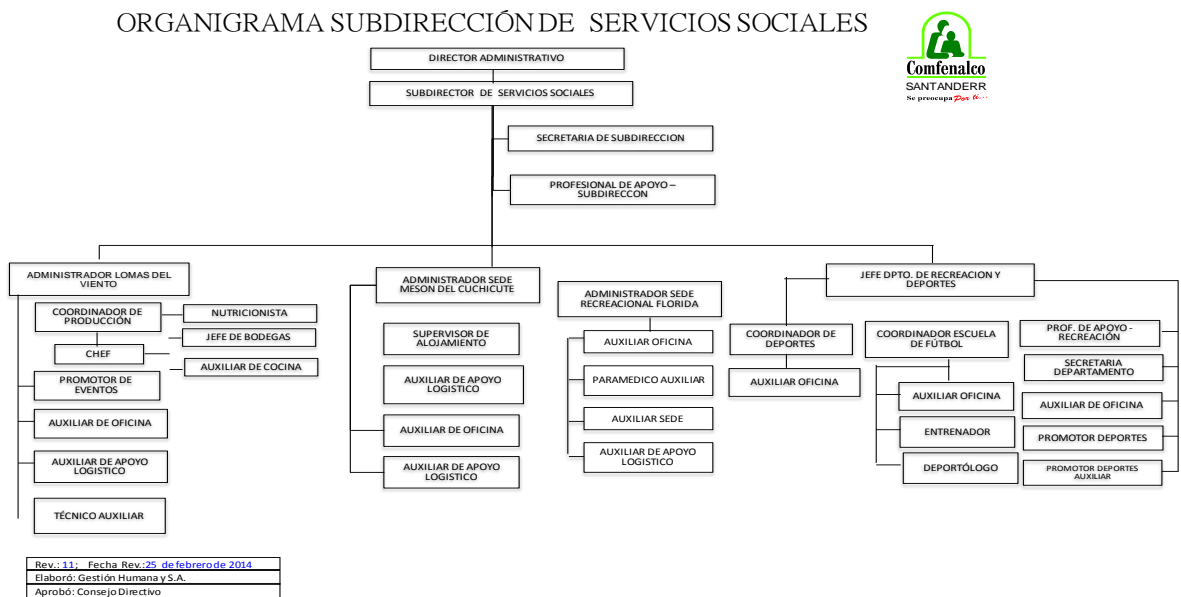 ORGANIGRAMA SUBDIRECCIÓN DE SERVICIOS SOCIALES
Comfenalco
SANTANDERR
Se preocupa Por ti...
DIRECTOR ADMINISTRATIVO
SUBDIRECTOR DE SERVICIOS SOCIALES
SECRETARIA DE SUBDIRECCION
PROFESIONAL DE APOYO –
SUBDIRECCON
ADMINISTRADOR LOMAS DEL
VIENTO
COORDINADOR DE
PRODUCCIÓN
NUTRICIONISTA
JEFE DE BODEGAS
CHEF
AUXILIAR DE COCINA
PROMOTOR DE
EVENTOS
AUXILIAR DE OFICINA
AUXILIAR DE APOYO
LOGISTICO
TÉCNICO AUXILIAR
ADMINISTRADOR SEDE
MESON DEL CUCHICUTE
SUPERVISOR DE
ALOJAMIENTO
AUXILIAR DE APOYO
LOGISTICO
AUXILIAR DE OFICINA
AUXILIAR DE APOYO
LOGISTICO
ADMINISTRADOR SEDE
RECREACIONAL FLORIDA
AUXILIAR OFICINA
PARAMEDICO AUXILIAR
AUXILIAR SEDE
AUXILIAR DE APOYO
LOGISTICO
JEFE DPTO. DE RECREACION Y
DEPORTES
COORDINADOR DE
DEPORTES
AUXILIAR OFICINA
COORDINADOR ESCUELA
DE FÚTBOL
AUXILIAR OFICINA
ENTRENADOR
DEPORTÓLOGO
PROF. DE APOYO -
RECREACIÓN
SECRETARIA
DEPARTAMENTO
AUXILIAR DE OFICINA
PROMOTOR DEPORTES
PROMOTOR DEPORTES
AUXILIAR
Rev.: 11; Fecha Rev.:25 de febrero de 2014
Elaboró: Gestión Humana y S.A.
Aprobó: Consejo Directivo